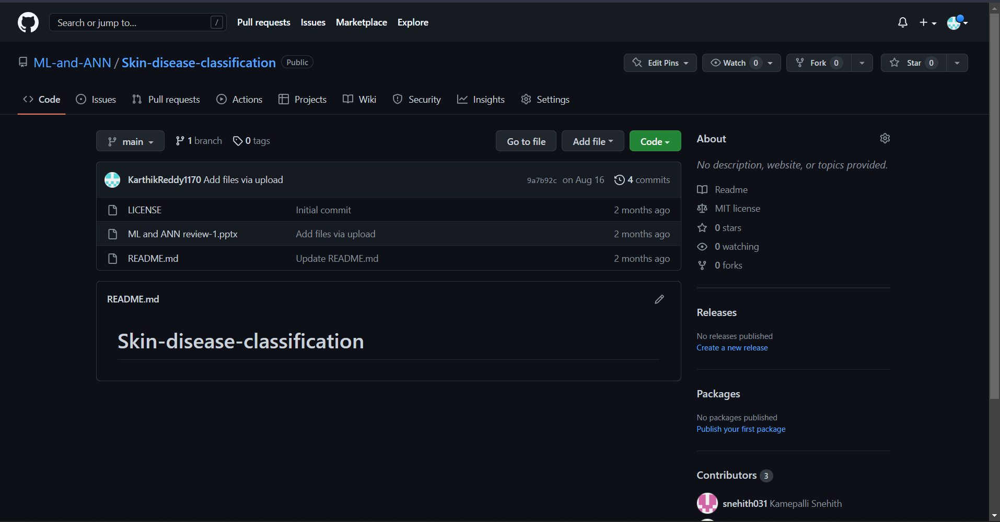 Search or jump to... /
Pull requests Issues Marketplace Explore
ML-and-ANN / Skin-disease-classification Public
Edit Pins Watch 0 Fork 0 Star 0
Code Issues Pull requests Actions Projects Wiki Security Insights Settings
main 1 branch 0 tags
Go to file Add file Code
KarthikReddy1170 Add files via upload 9a7b92c on Aug 16 4 commits
LICENSE Initial commit 2 months ago
ML and ANN review-1.pptx Add files via upload 2 months ago
README.md Update README.md 2 months ago
README.md
Skin-disease-classification
About
No description, website, or topics provided.
Readme
MIT license
0 stars
0 watching
0 forks
Releases
No releases published
Create a new release
Packages
No packages published
Publish your first package
Contributors 3
snehith031 Kamepalli Snehith